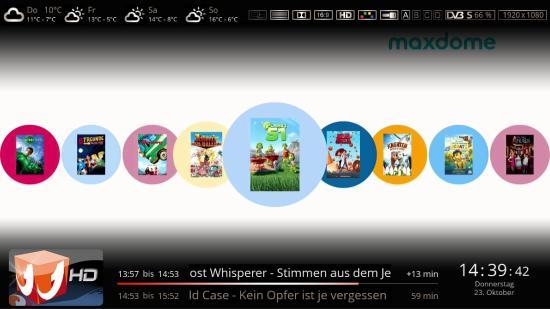 Do 10°C
11°C - 7°C
Fr
13°C - 5°C
Sa
14°C - 8°C
So
16°C - 6°C
16:9 HD A B C D DVB S 66 % 1920 x 1080
maxdome
PLANET
51
HD
13:57 bis 14:53 ost Whisperer - Stimmen aus dem Je +13 min
14:53 bis 15:52 ld Case - Kein Opfer ist je vergessen 59 min
14:39:42
Donnerstag
23. Oktober